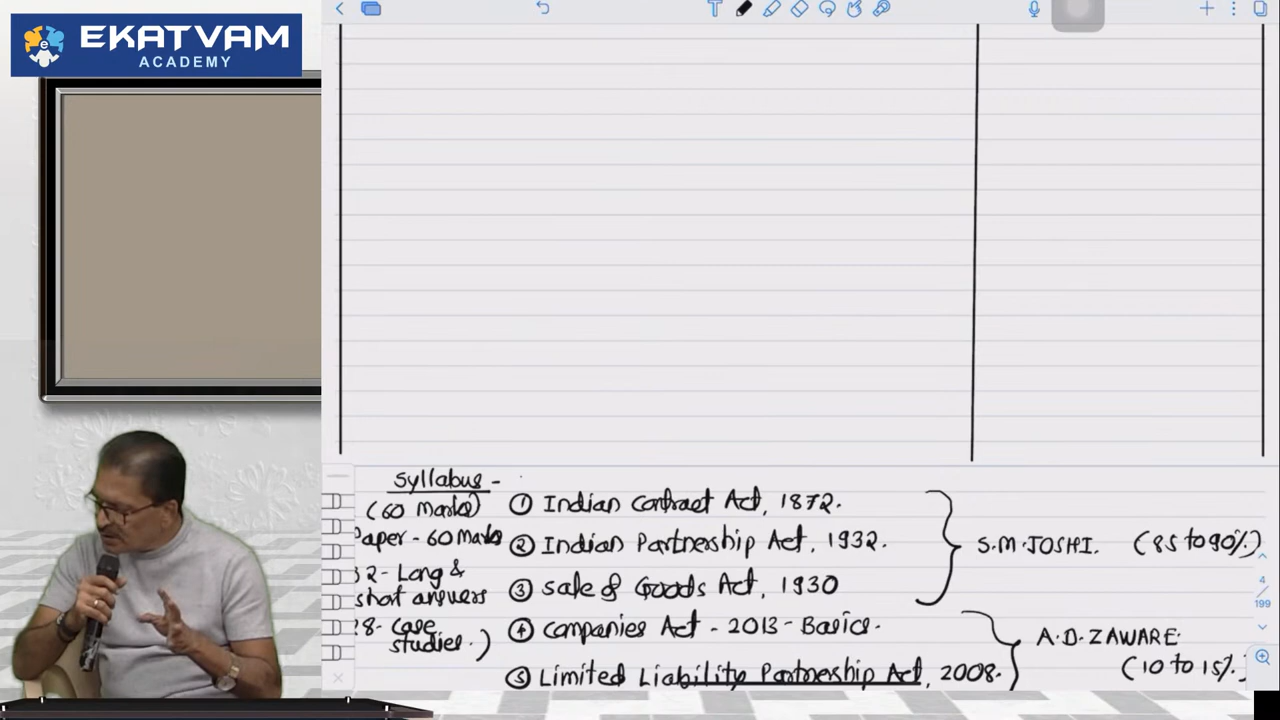 EKATVAM
ACADEMY
Syllabus -
(60 Marks)
Paper - 60 Marks
32 - Long &
short answers
28 - case
studies.)
① Indian Contract Act, 1872.
② Indian Partnership Act, 1932.
③ Sale of Goods Act, 1930
④ Companies Act - 2013 - Basics.
⑤ Limited Liability Partnership Act, 2008.
S.M.JOSHI. (85 to 90%)
A.D.ZAWARE.
(10 to 15%.)
4
199